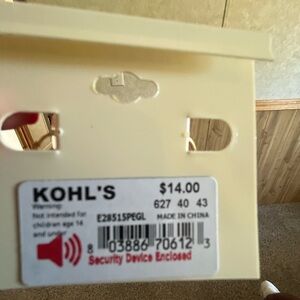 KOHL'S
$14.00
Warning:
627 40 43
Not intended for
children age 14
and under
E28515PEGL
MADE IN CHINA
03886 70612 3
Security Device Enclosed